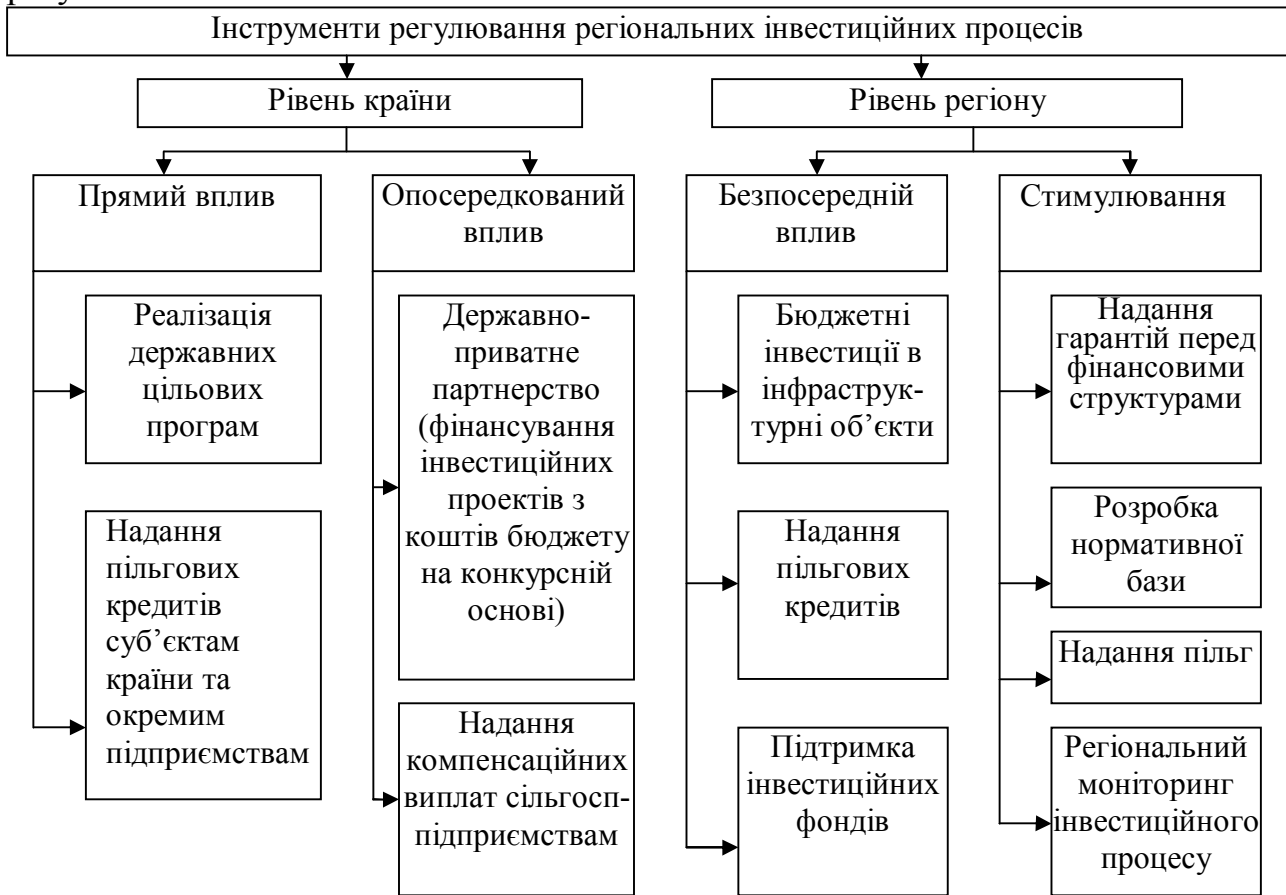 Інструменти регулювання регіональних інвестиційних процесів
Рівень країни
Рівень регіону
Прямий вплив
Опосередкований
вплив
Безпосередній
вплив
Стимулювання
Реалізація
державних
цільових
програм
Надання
пільгових
кредитів
суб’єктам
країни та
окремим
підприємствам
Державно-
приватне
партнерство
(фінансування
інвестиційних
проектів з
коштів бюджету
на конкурсній
основі)
Надання
компенсаційних
виплат сільгосп-
підприємствам
Бюджетні
інвестиції в
інфраструк-
турні об’єкти
Надання
пільгових
кредитів
Підтримка
інвестиційних
фондів
Надання
гарантій перед
фінансовими
структурами
Розробка
нормативної
бази
Надання пільг
Регіональний
моніторинг
інвестиційного
процесу